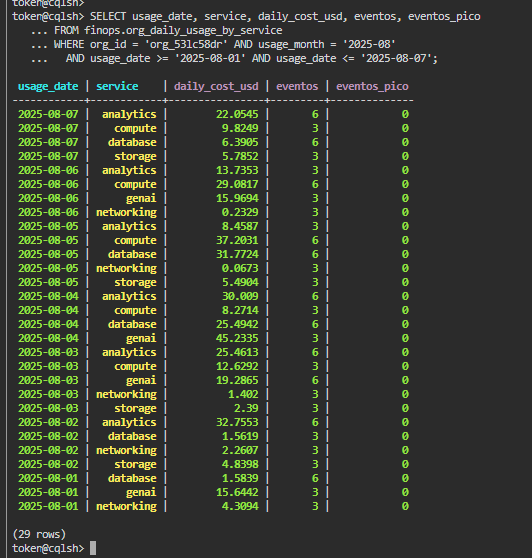 token@cqlsh>
token@cqlsh> SELECT usage_date, service, daily_cost_usd, eventos, eventos_pico
... FROM finops.org_daily_usage_by_service
... WHERE org_id = 'org_53lc58dr' AND usage_month = '2025-08'
... AND usage_date >= '2025-08-01' AND usage_date <= '2025-08-07';
usage_date | service | daily_cost_usd | eventos | eventos_pico
------------+------------+----------------+---------+--------------
2025-08-07 | analytics | 22.0545 | 6 | 0
2025-08-07 | compute | 9.8249 | 3 | 0
2025-08-07 | database | 6.3905 | 6 | 0
2025-08-07 | storage | 5.7852 | 3 | 0
2025-08-06 | analytics | 13.7353 | 3 | 0
2025-08-06 | compute | 29.0817 | 6 | 0
2025-08-06 | genai | 15.9694 | 3 | 0
2025-08-06 | networking | 0.2329 | 3 | 0
2025-08-05 | analytics | 8.4587 | 3 | 0
2025-08-05 | compute | 37.2031 | 6 | 0
2025-08-05 | database | 31.7724 | 6 | 0
2025-08-05 | networking | 0.0673 | 3 | 0
2025-08-05 | storage | 5.4904 | 3 | 0
2025-08-04 | analytics | 30.009 | 6 | 0
2025-08-04 | compute | 8.2714 | 3 | 0
2025-08-04 | database | 25.4942 | 6 | 0
2025-08-04 | genai | 45.2335 | 3 | 0
2025-08-03 | analytics | 25.4613 | 6 | 0
2025-08-03 | compute | 12.6292 | 3 | 0
2025-08-03 | genai | 19.2865 | 6 | 0
2025-08-03 | networking | 1.402 | 3 | 0
2025-08-03 | storage | 2.39 | 3 | 0
2025-08-02 | analytics | 32.7553 | 6 | 0
2025-08-02 | database | 1.5619 | 3 | 0
2025-08-02 | networking | 2.2607 | 3 | 0
2025-08-02 | storage | 4.8398 | 3 | 0
2025-08-01 | database | 1.5839 | 6 | 0
2025-08-01 | genai | 15.6442 | 3 | 0
2025-08-01 | networking | 4.3094 | 3 | 0
(29 rows)
token@cqlsh>